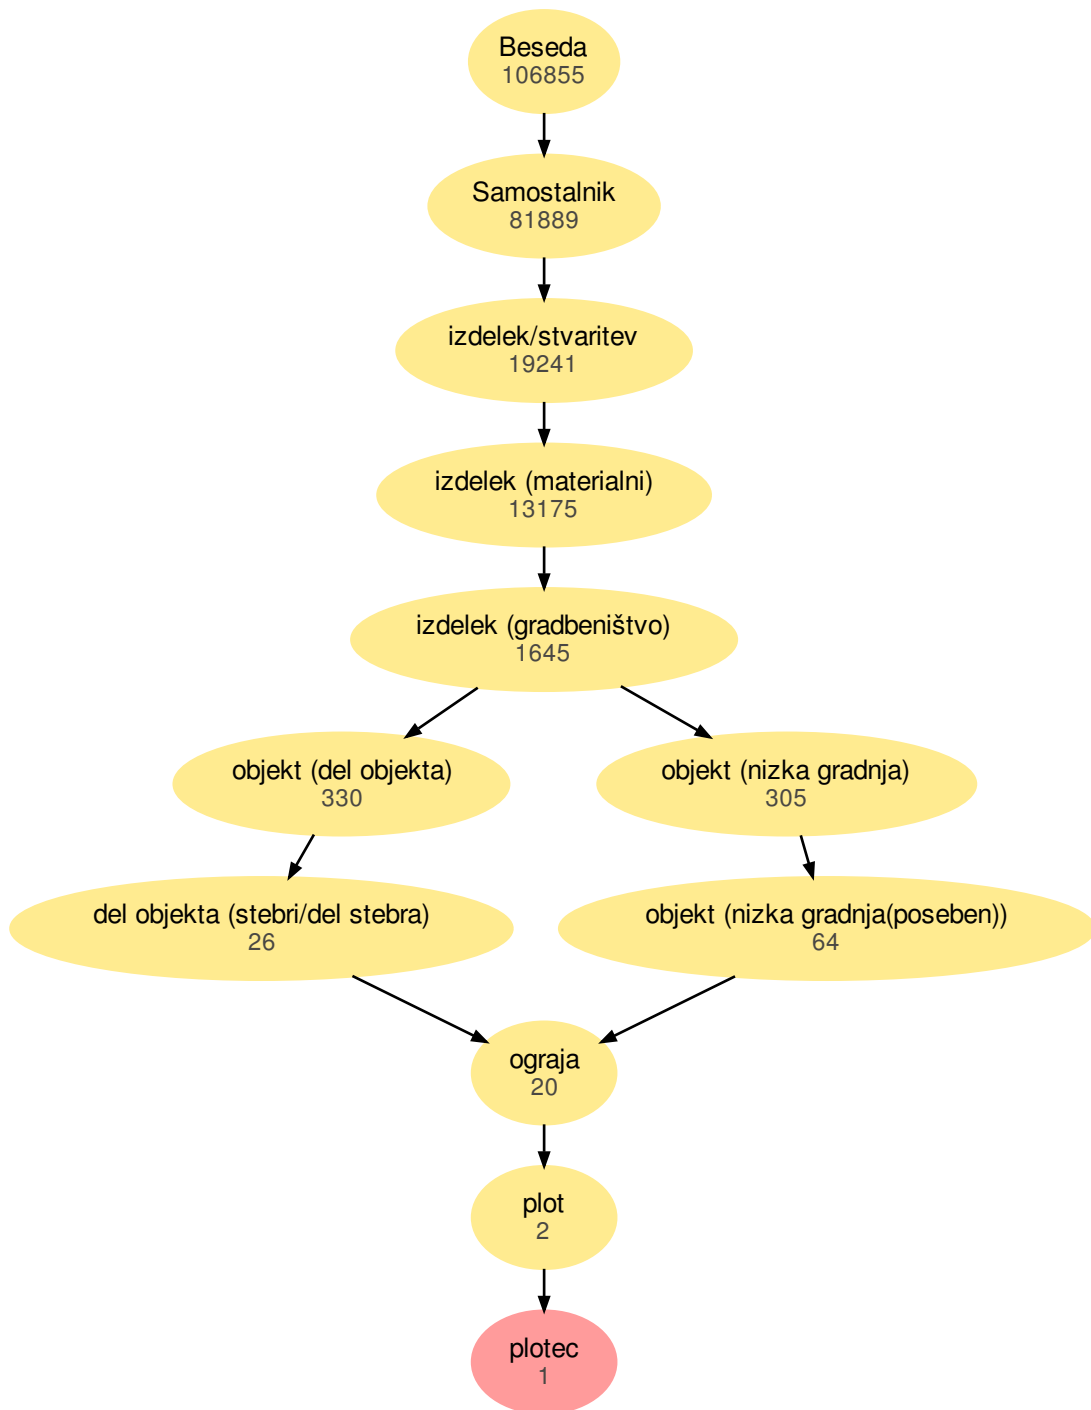 Beseda
106855
Samostalnik
81889
izdelek/stvaritev
19241
izdelek (materialni)
13175
izdelek (gradbeništvo)
1645
objekt (del objekta)
330
objekt (nizka gradnja)
305
del objekta (stebri/del stebra)
26
objekt (nizka gradnja(poseben))
64
ograja
20
plot
2
plotec
1